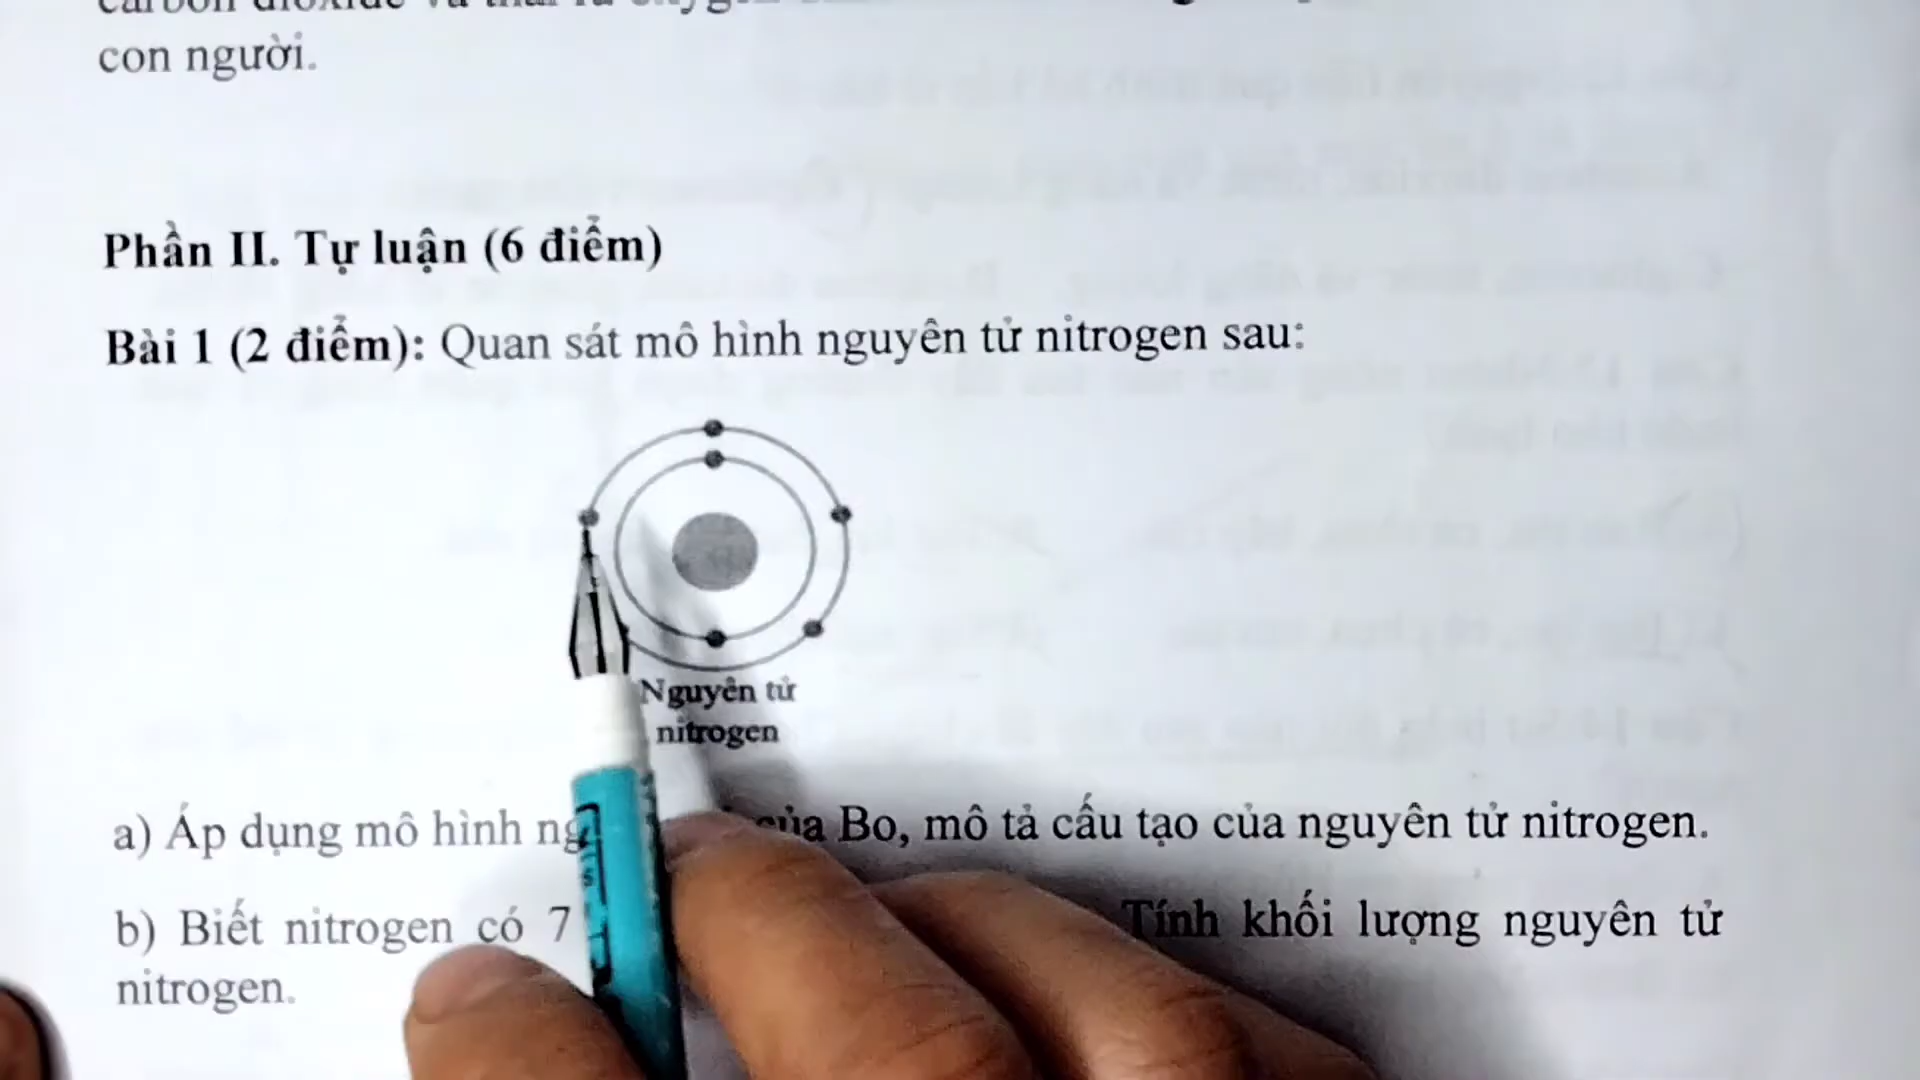 con người.
Phần II. Tự luận (6 điểm)
Bài 1 (2 điểm): Quan sát mô hình nguyên tử nitrogen sau:
Nguyên tử
nitrogen
a) Áp dụng mô hình của Bo, mô tả cấu tạo của nguyên tử nitrogen.
b) Biết nitrogen có 7 Tính khối lượng nguyên tử
nitrogen.